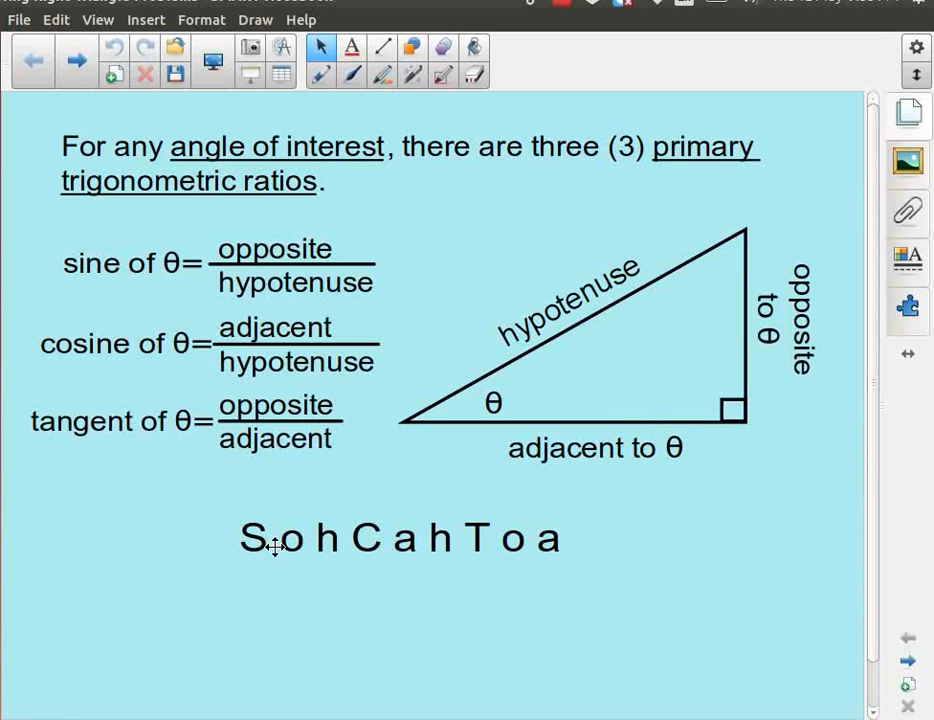 File Edit View Insert Format Draw Help
For any angle of interest, there are three (3) primary
trigonometric ratios.
sine of θ= opposite
hypotenuse
cosine of θ= adjacent
hypotenuse
tangent of θ= opposite
adjacent
hypotenuse
θ
opposite
to θ
adjacent to θ
S o h C a h T o a